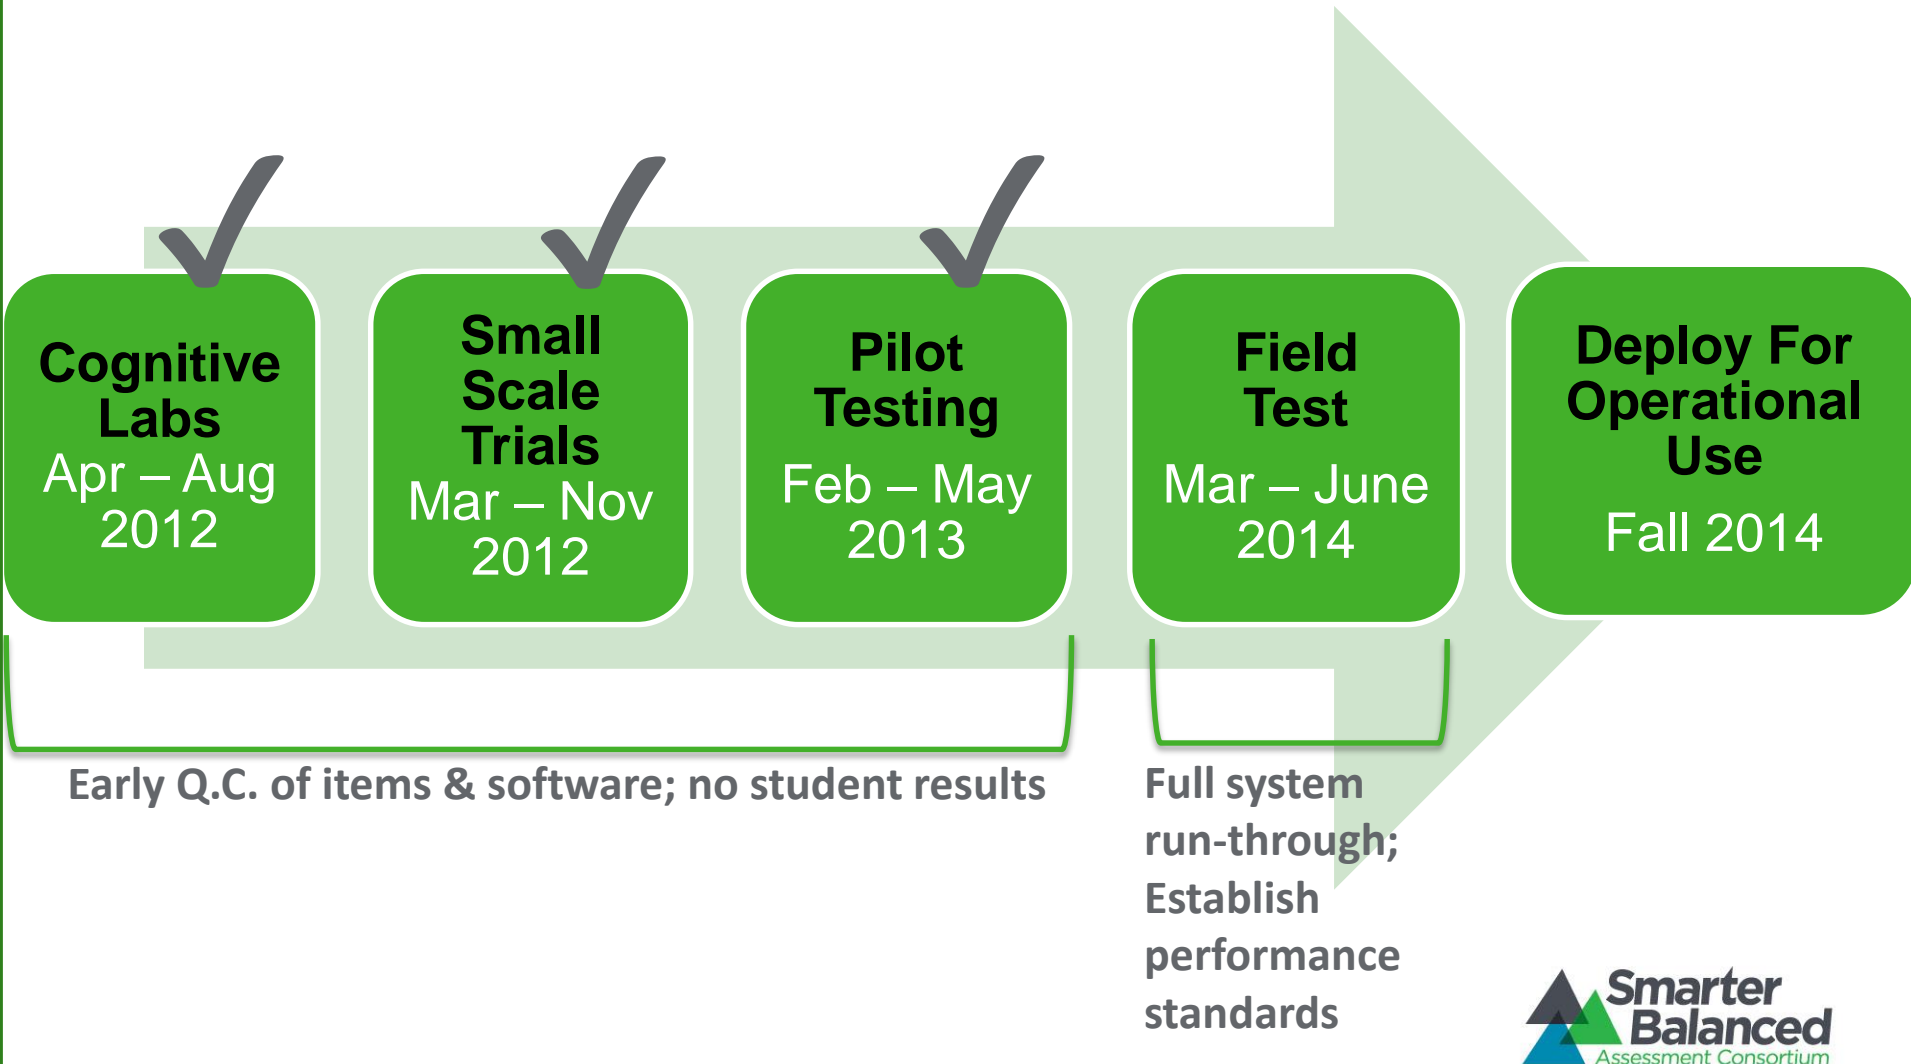 Cognitive
Labs
Apr – Aug
2012
Small
Scale
Trials
Mar – Nov
2012
Pilot
Testing
Feb – May
2013
Field
Test
Mar – June
2014
Deploy For
Operational
Use
Fall 2014
Early Q.C. of items & software; no student results
Full system
run-through;
Establish
performance
standards
Smarter
Balanced
Assessment Consortium